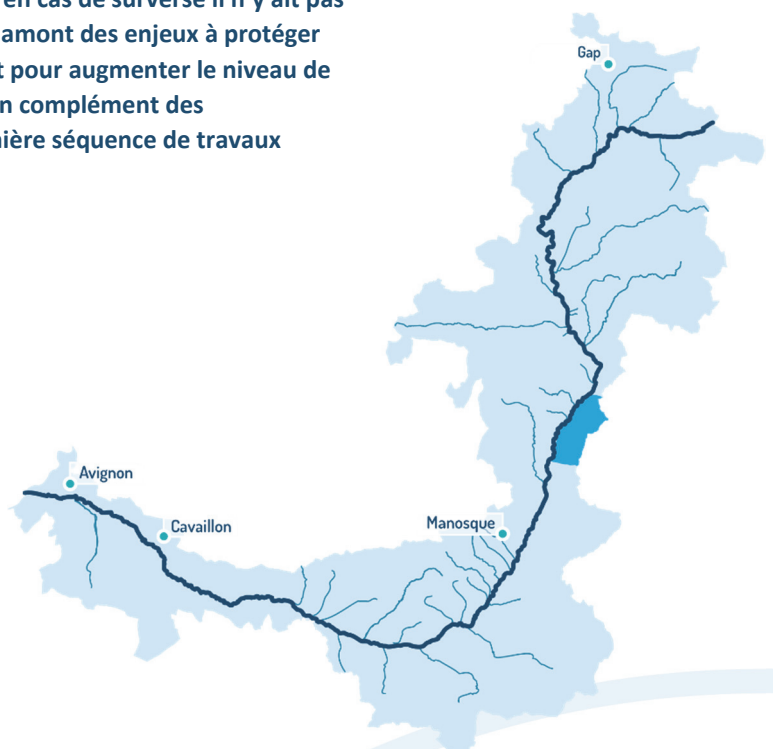 en cas de surverse il n'y ait pas
amont des enjeux à protéger
t pour augmenter le niveau de
n complément des
nière séquence de travaux
Gap
Avignon
Cavaillon
Manosque